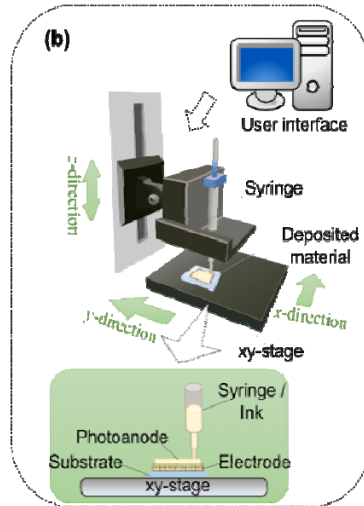 (b)
User interface
z-direction
Syringe
Deposited
material
x-direction
y-direction
xy-stage
Syringe /
Ink
Photoanode
Substrate
Electrode
xy-stage